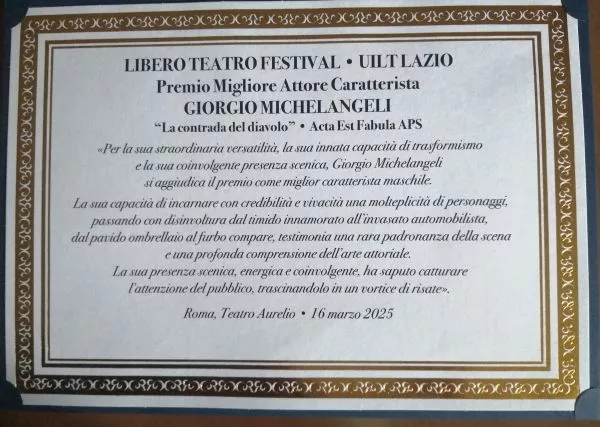 LIBERO TEATRO FESTIVAL • UILT LAZIO
Premio Migliore Attore Caratterista
GIORGIO MICHELANGELI
“La contrada del diavolo” • Acta Est Fabula APS
«Per la sua straordinaria versatilità, la sua innata capacità di trasformismo
e la sua coinvolgente presenza scenica, Giorgio Michelangeli
si aggiudica il premio come miglior caratterista maschile.
La sua capacità di incarnare con credibilità e vivacità una molteplicità di personaggi,
passando con disinvoltura dal timido innamorato all'invasato automobilista,
dal pavido ombrellaio al furbo compare, testimonia una rara padronanza della scena
e una profonda comprensione dell'arte attoriale.
La sua presenza scenica, energica e coinvolgente, ha saputo catturare
l'attenzione del pubblico, trascinandolo in un vortice di risate».
Roma, Teatro Aurelio • 16 marzo 2025